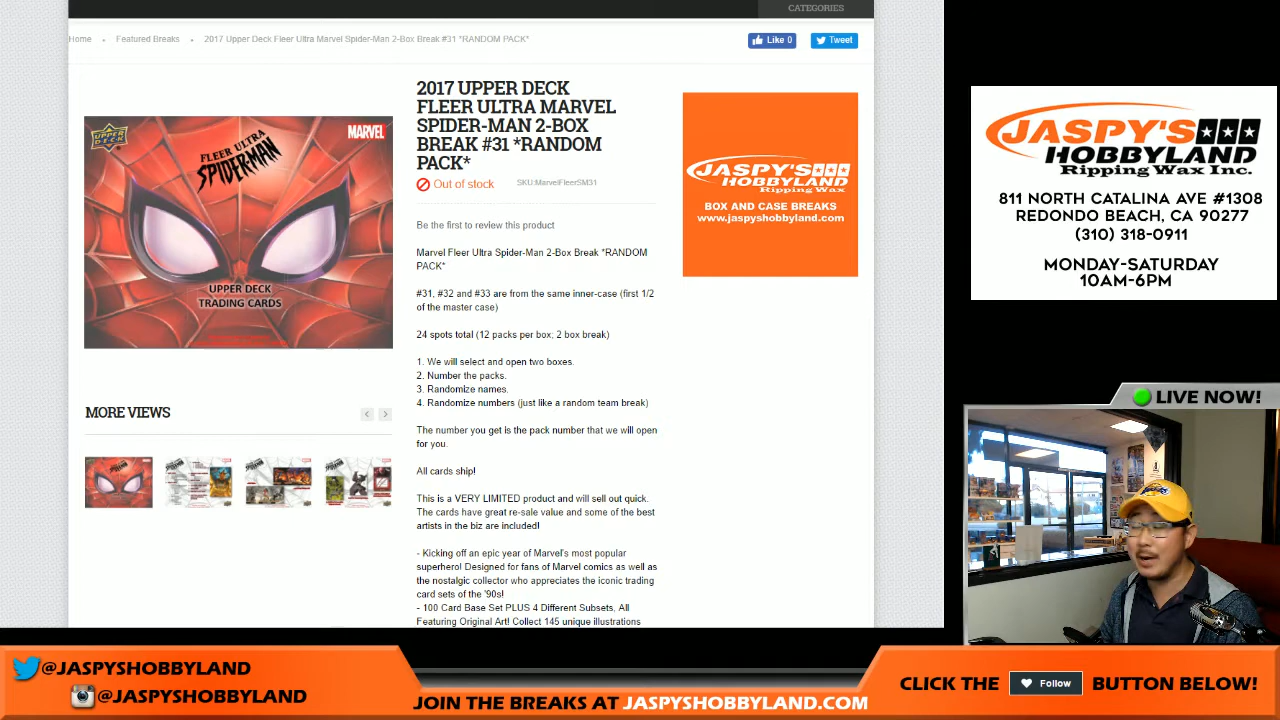 CATEGORIES
Home • Featured Breaks • 2017 Upper Deck Fleer Ultra Marvel Spider-Man 2-Box Break #31 *RANDOM PACK*
Like 0
Tweet
UPPER DECK
MARVEL
FLEER ULTRA
SPIDER-MAN
UPPER DECK
TRADING CARDS
MORE VIEWS
2017 UPPER DECK
FLEER ULTRA MARVEL
SPIDER-MAN 2-BOX
BREAK #31 *RANDOM
PACK*
Out of stock
SKU:MarvelFleerSM31
Be the first to review this product
Marvel Fleer Ultra Spider-Man 2-Box Break *RANDOM
PACK*
#31, #32 and #33 are from the same inner-case (first 1/2
of the master case)
24 spots total (12 packs per box; 2 box break)
1. We will select and open two boxes.
2. Number the packs.
3. Randomize names.
4. Randomize numbers (just like a random team break)
The number you get is the pack number that we will open
for you.
All cards ship!
This is a VERY LIMITED product and will sell out quick.
The cards have great re-sale value and some of the best
artists in the biz are included!
- Kicking off an epic year of Marvel's most popular
superhero! Designed for fans of Marvel comics as well as
the nostalgic collector who appreciates the iconic trading
card sets of the '90s!
- 100 Card Base Set PLUS 4 Different Subsets, All
Featuring Original Art! Collect 145 unique illustrations
JASPY'S
HOBBYLAND
Ripping Wax
BOX AND CASE BREAKS
www.jaspyshobbyland.com
JASPY'S
HOBBYLAND
Ripping Wax Inc.
811 NORTH CATALINA AVE #1308
REDONDO BEACH, CA 90277
(310) 318-0911
MONDAY-SATURDAY
10AM-6PM
LIVE NOW!
@JASPYSHOBBYLAND
@JASPYSHOBBYLAND
JOIN THE BREAKS AT JASPYSHOBBYLAND.COM
CLICK THE Follow BUTTON BELOW!